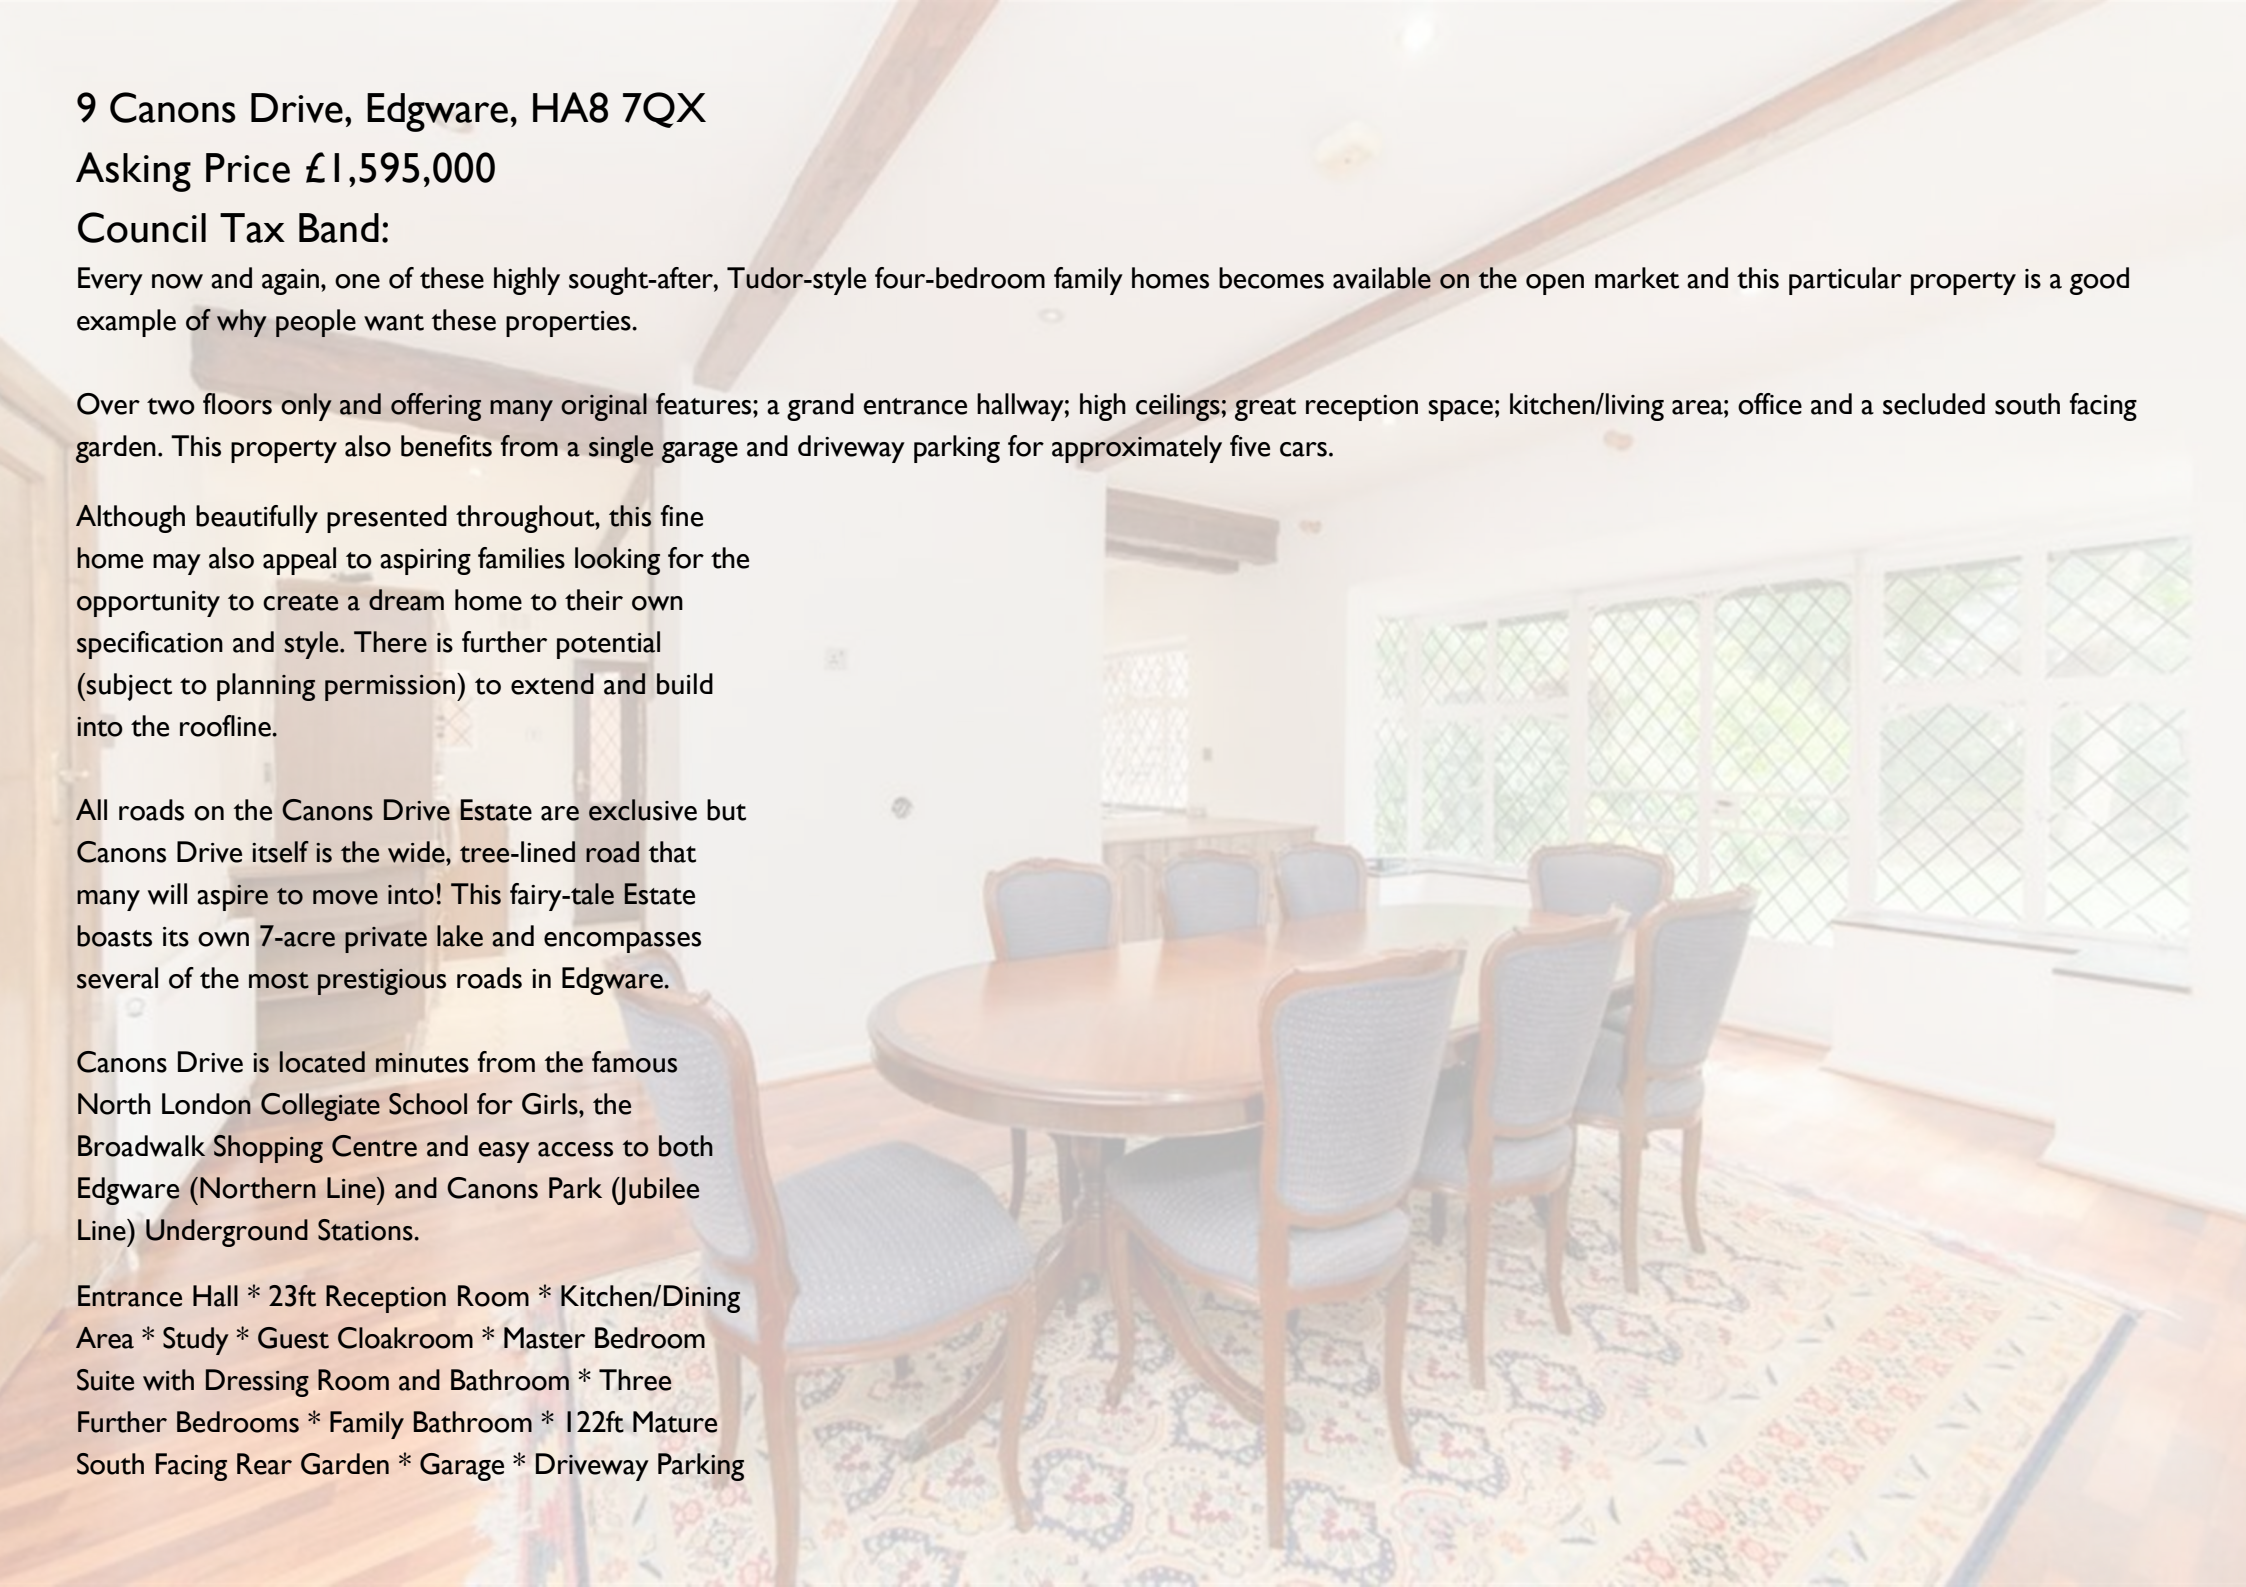 9 Canons Drive, Edgware, HA8 7QX
Asking Price £1,595,000
Council Tax Band:
Every now and again, one of these highly sought-after, Tudor-style four-bedroom family homes becomes available on the open market and this particular property is a good
example of why people want these properties.
Over two floors only and offering many original features; a grand entrance hallway; high ceilings; great reception space; kitchen/living area; office and a secluded south facing
garden. This property also benefits from a single garage and driveway parking for approximately five cars.
Although beautifully presented throughout, this fine
home may also appeal to aspiring families looking for the
opportunity to create a dream home to their own
specification and style. There is further potential
(subject to planning permission) to extend and build
into the roofline.
All roads on the Canons Drive Estate are exclusive but
Canons Drive itself is the wide, tree-lined road that
many will aspire to move into! This fairy-tale Estate
boasts its own 7-acre private lake and encompasses
several of the most prestigious roads in Edgware.
Canons Drive is located minutes from the famous
North London Collegiate School for Girls, the
Broadwalk Shopping Centre and easy access to both
Edgware (Northern Line) and Canons Park (Jubilee
Line) Underground Stations.
Entrance Hall * 23ft Reception Room * Kitchen/Dining
Area * Study * Guest Cloakroom * Master Bedroom
Suite with Dressing Room and Bathroom * Three
Further Bedrooms * Family Bathroom * 122ft Mature
South Facing Rear Garden * Garage * Driveway Parking